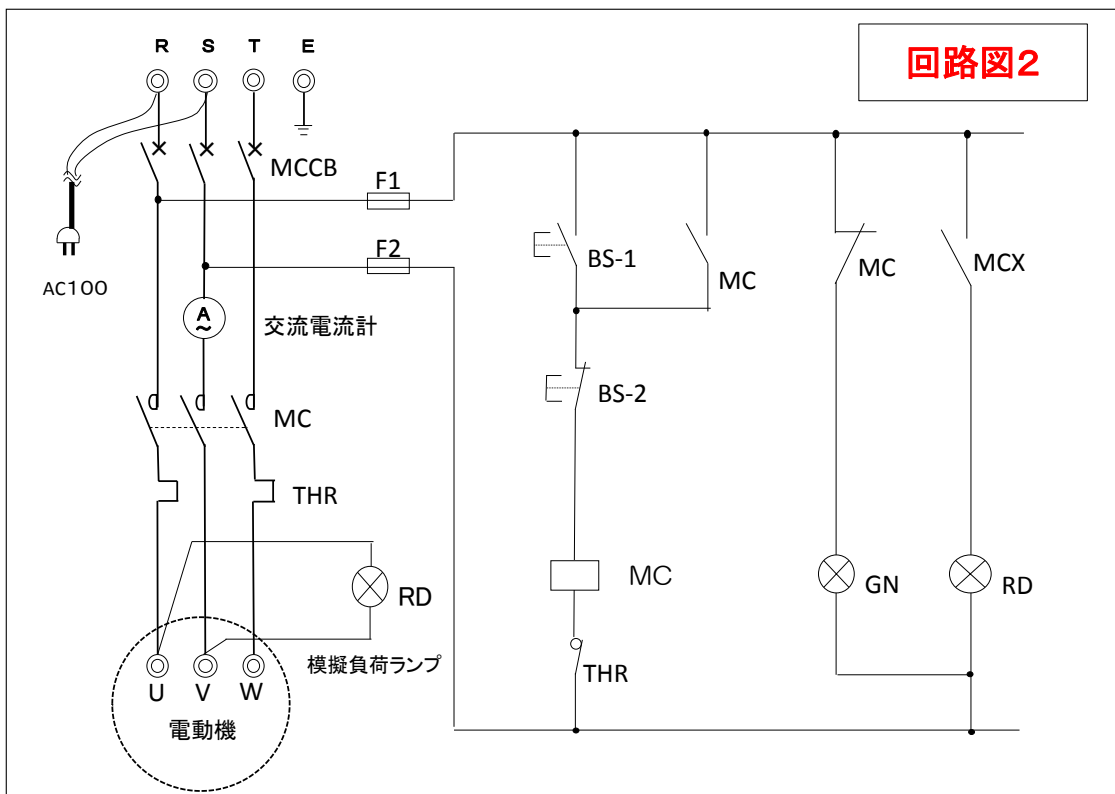 R S T E
回路図2
MCCB
F1
F2
AC100
BS-1
MC
MC
MCX
A
~
交流電流計
BS-2
MC
THR
MC
GN
RD
RD
模擬負荷ランプ
THR
U V W
電動機